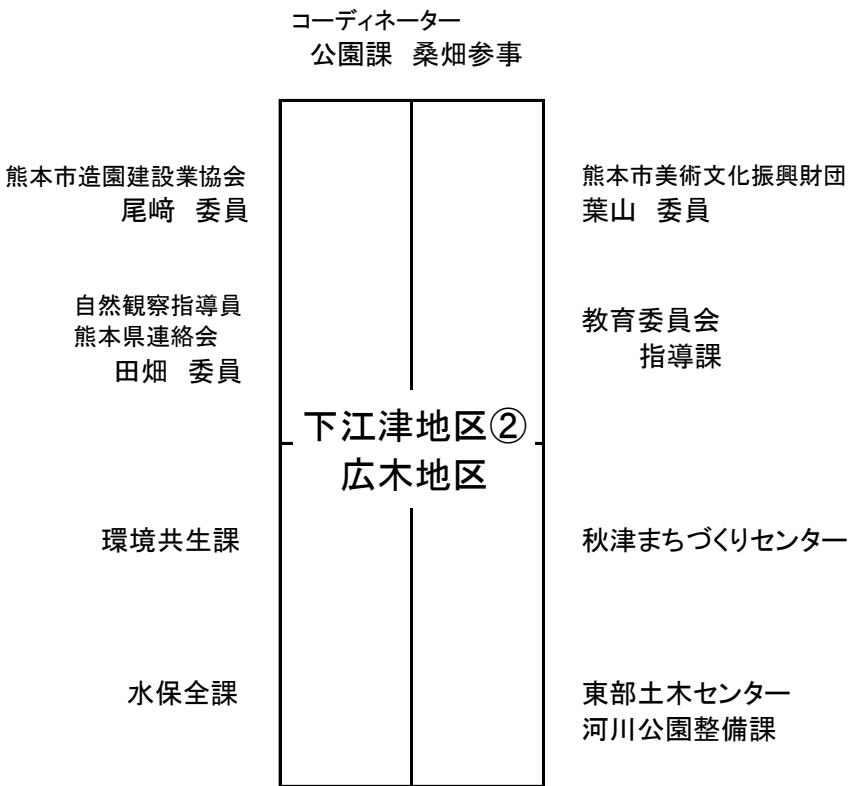 コーディネーター
公園課 桑畑参事
熊本市造園建設業協会
尾﨑 委員
熊本市美術文化振興財団
葉山 委員
自然観察指導員
熊本県連絡会
田畑 委員
教育委員会
指導課
下江津地区②
広木地区
環境共生課
秋津まちづくりセンター
水保全課
東部土木センター
河川公園整備課